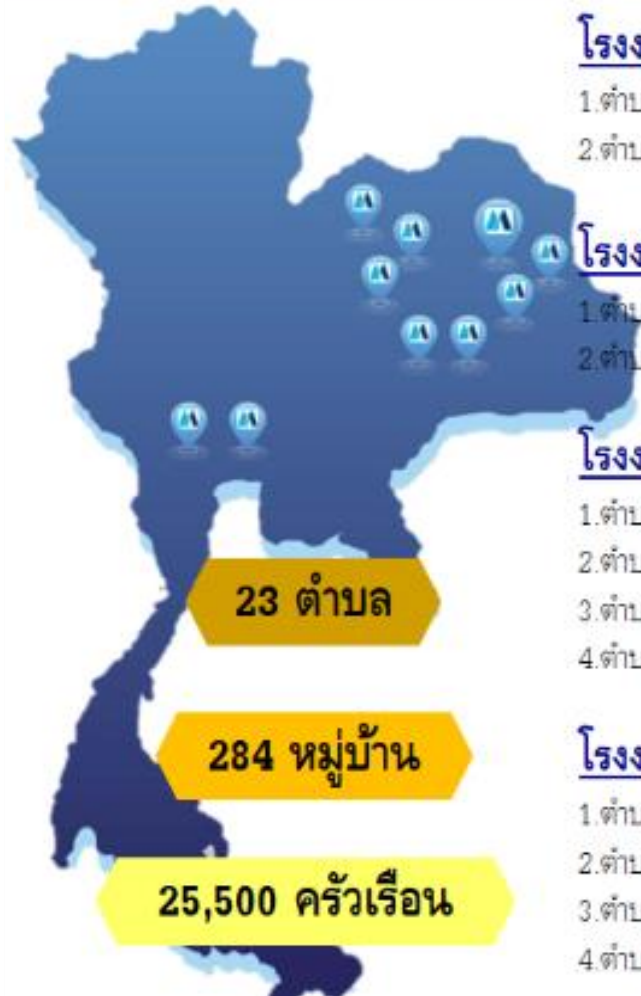 23 ตำบล
284 หมู่บ้าน
25,500 ครัวเรือน
โรงง
1.ตำบ
2.ตำบ
โรงง
1.ตำบ
2.ตำบ
โรงง
1.ตำบ
2.ตำบ
3.ตำบ
4.ตำบ
โรงง
1.ตำบ
2.ตำบ
3.ตำบ
4.ตำบ